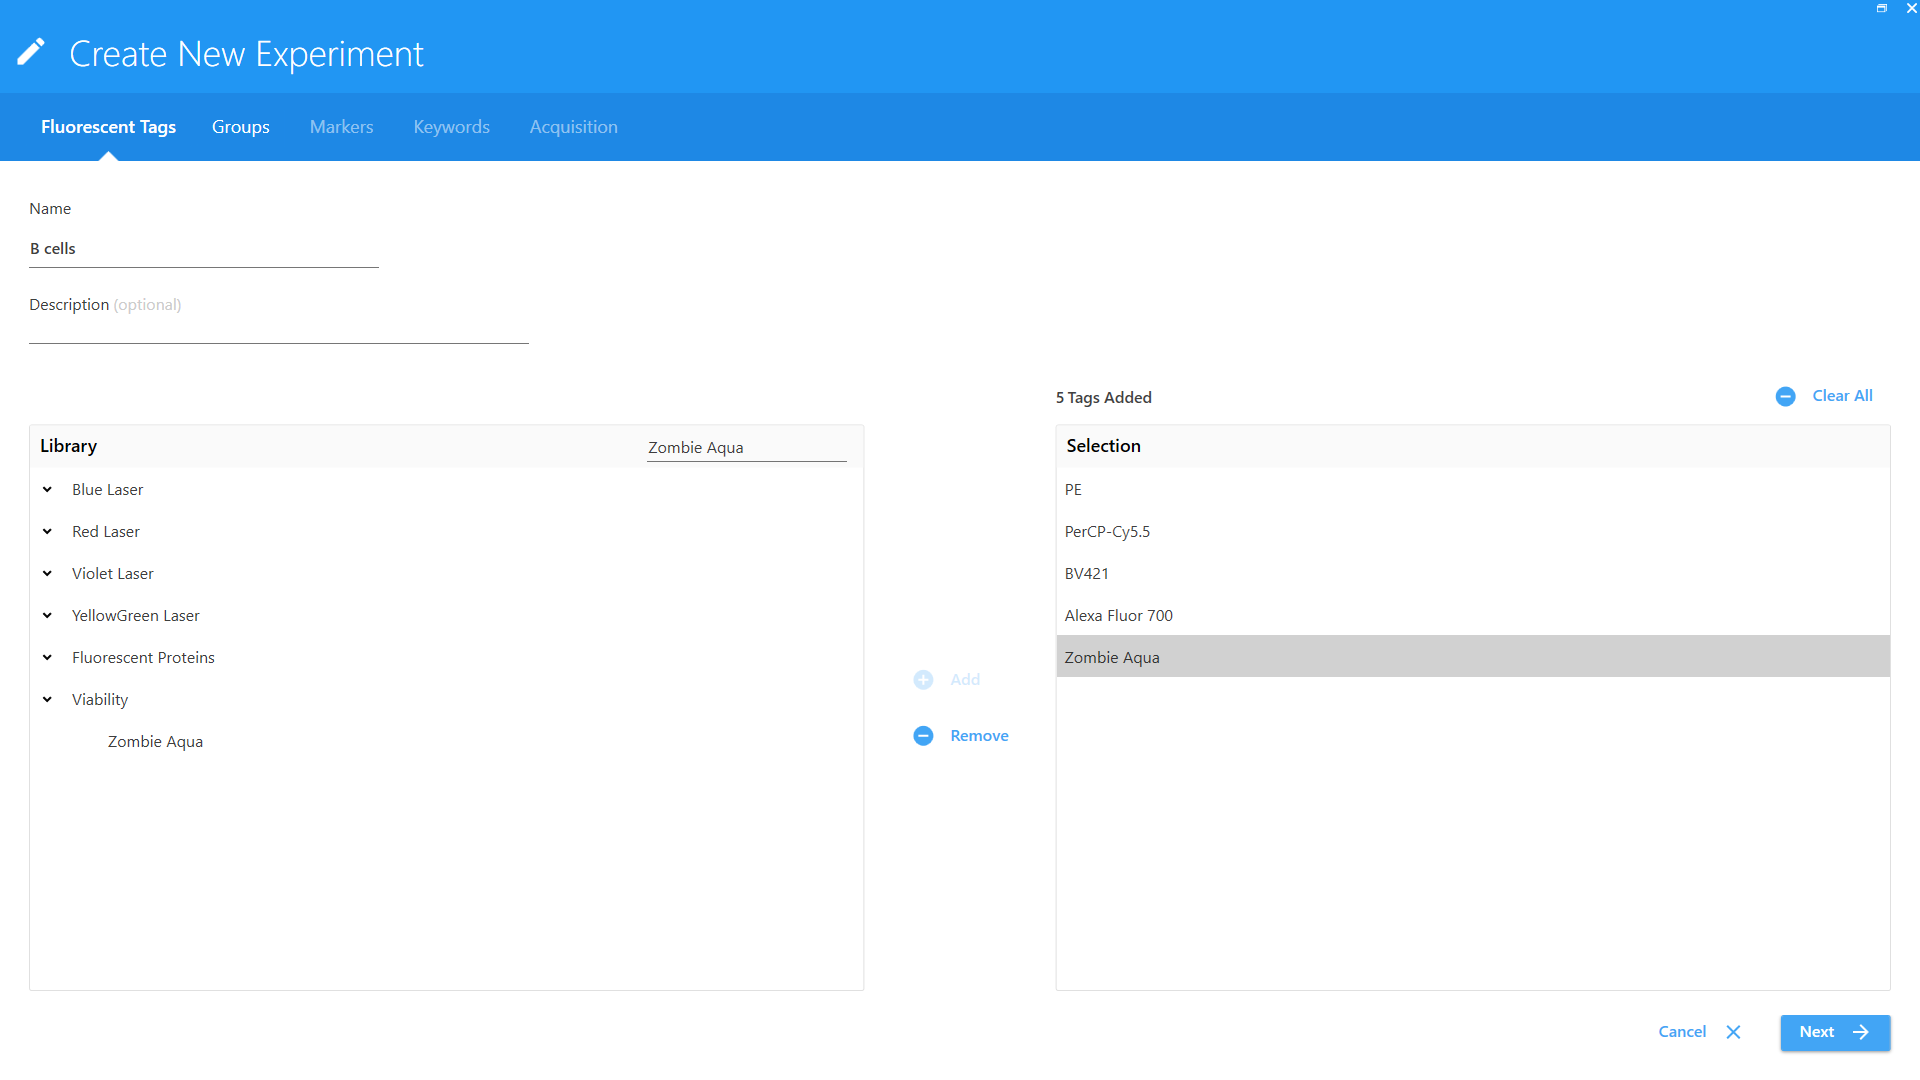 Create New Experiment
Fluorescent Tags Groups Markers Keywords Acquisition
Name
B cells
Description (optional)
5 Tags Added
Clear All
Library
Zombie Aqua
Blue Laser
Red Laser
Violet Laser
YellowGreen Laser
Fluorescent Proteins
Viability
Zombie Aqua
Add
Remove
Selection
PE
PerCP-Cy5.5
BV421
Alexa Fluor 700
Zombie Aqua
Cancel
Next